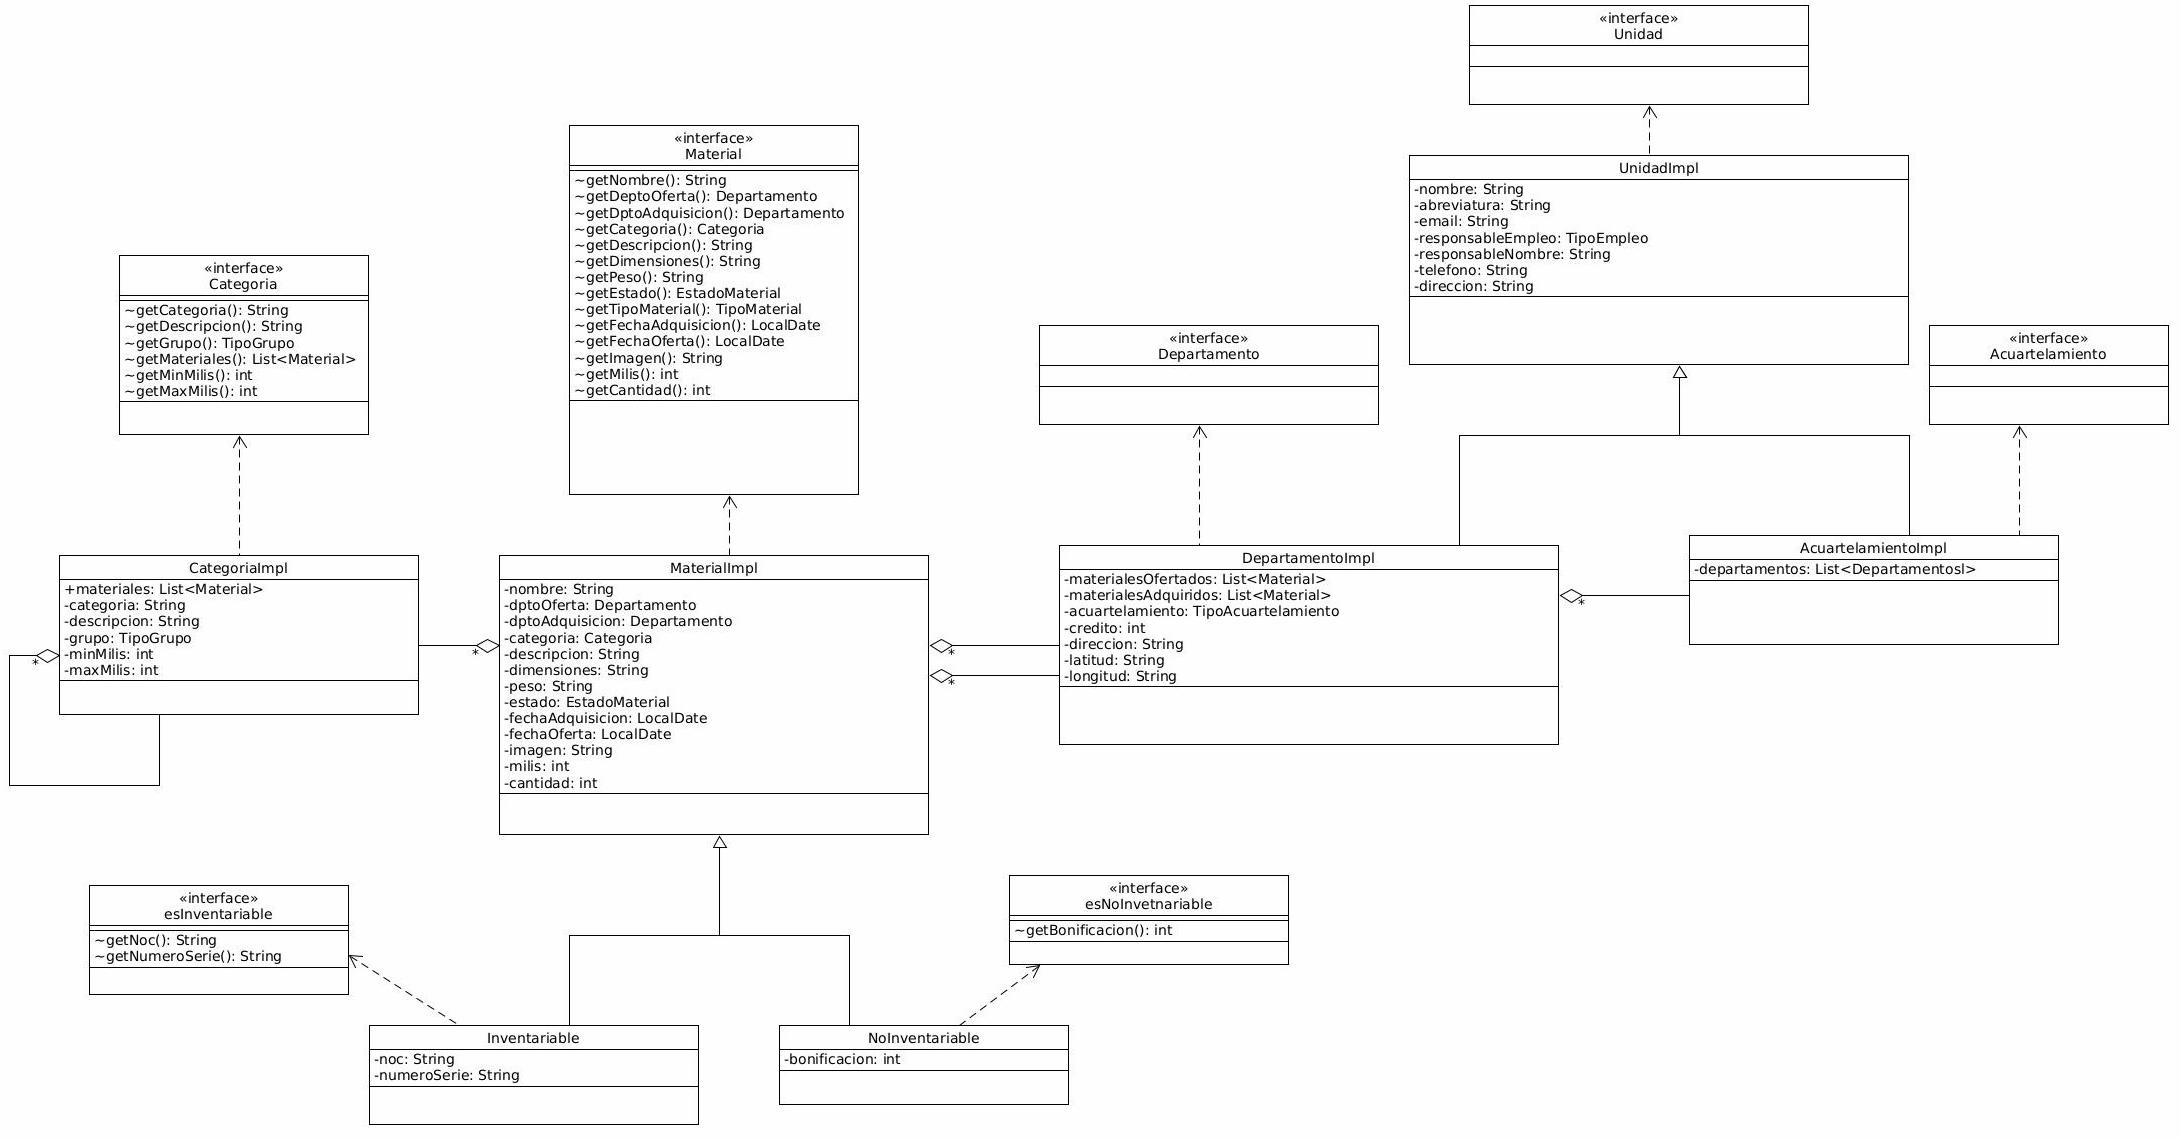 «interface»
Unidad
«interface»
Material
~getNombre(): String
~getDeptoOferta(): Departamento
~getDptoAdquisicion(): Departamento
~getCategoria(): Categoria
~getDescripcion(): String
~getDimensiones(): String
~getPeso(): String
~getEstado(): EstadoMaterial
~getTipoMaterial(): TipoMaterial
~getFechaAdquisicion(): LocalDate
~getFechaOferta(): LocalDate
~getImagen(): String
~getMilis(): int
~getCantidad(): int
UnidadImpl
-nombre: String
-abreviatura: String
-email: String
-responsableEmpleo: TipoEmpleo
-responsableNombre: String
-telefono: String
-direccion: String
«interface»
Categoria
~getCategoria(): String
~getDescripcion(): String
~getGrupo(): TipoGrupo
~getMateriales(): List<Material>
~getMinMilis(): int
~getMaxMilis(): int
«interface»
Departamento
«interface»
Acuartelamiento
CategoriaImpl
+materiales: List<Material>
-categoria: String
-descripcion: String
-grupo: TipoGrupo
-minMilis: int
-maxMilis: int
*
*
MaterialImpl
-nombre: String
-dptoOferta: Departamento
-dptoAdquisicion: Departamento
-categoria: Categoria
-descripcion: String
-dimensiones: String
-peso: String
-estado: EstadoMaterial
-fechaAdquisicion: LocalDate
-fechaOferta: LocalDate
-imagen: String
-milis: int
-cantidad: int
*
*
DepartamentoImpl
-materialesOfertados: List<Material>
-materialesAdquiridos: List<Material>
-acuartelamiento: TipoAcuartelamiento
-credito: int
-direccion: String
-latitud: String
-longitud: String
*
AcuartelamientoImpl
-departamentos: List<Departamentosl>
«interface»
esInventariable
~getNoc(): String
~getNumeroSerie(): String
«interface»
esNoInvetnariable
~getBonificacion(): int
Inventariable
-noc: String
-numeroSerie: String
NoInventariable
-bonificacion: int